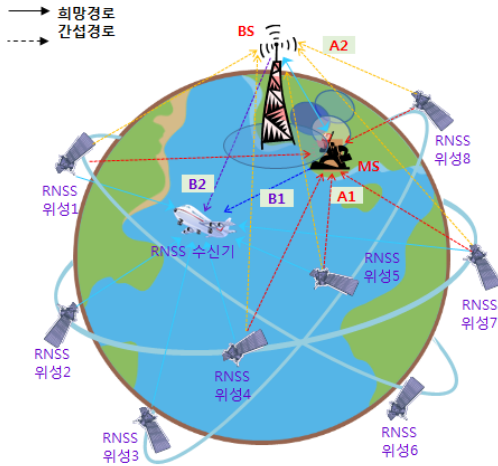 희망경로
간섭경로
BS
A2
RNSS
위성8
RNSS
위성1
MS
B2
B1
A1
RNSS 수신기
RNSS
위성5
RNSS
위성7
RNSS
위성2
RNSS
위성4
RNSS
위성3
RNSS
위성6